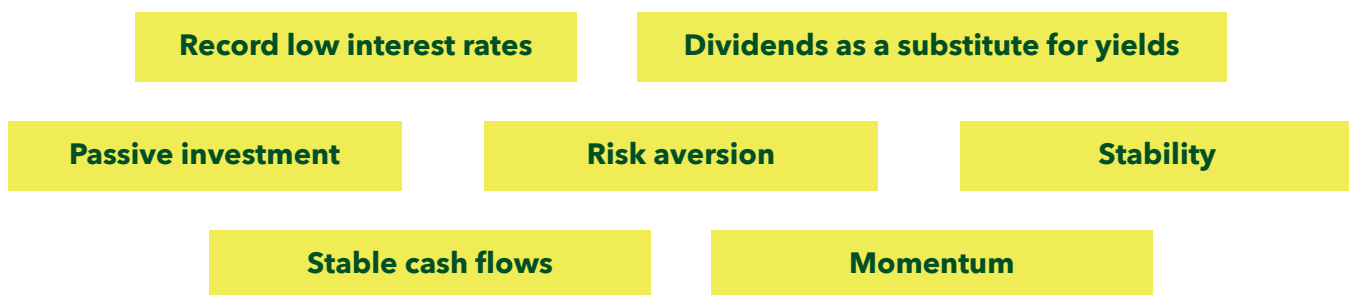 Record low interest rates
Dividends as a substitute for yields
Passive investment
Risk aversion
Stability
Stable cash flows
Momentum